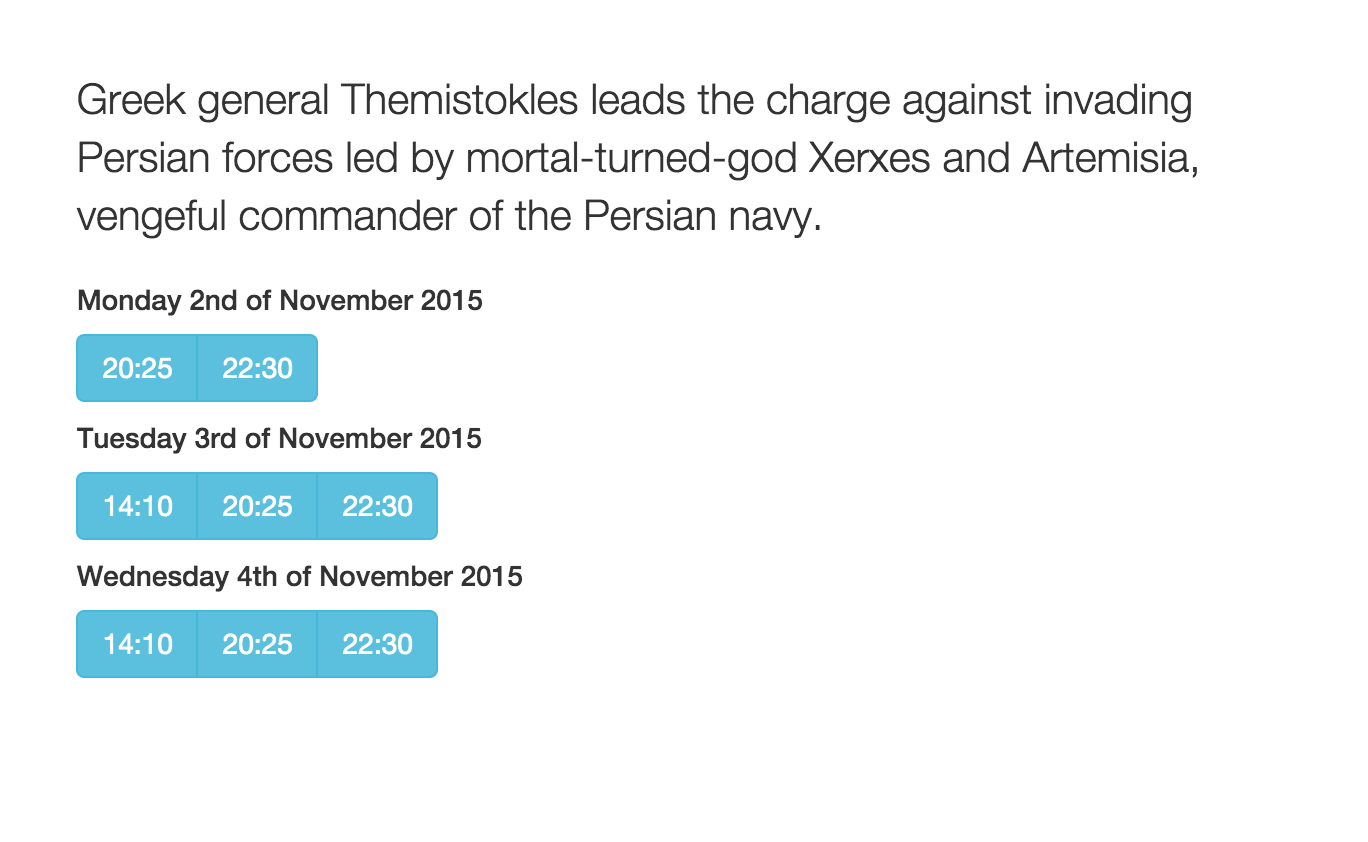 Greek general Themistokles leads the charge against invading
Persian forces led by mortal-turned-god Xerxes and Artemisia,
vengeful commander of the Persian navy.
Monday 2nd of November 2015
20:25 22:30
Tuesday 3rd of November 2015
14:10 20:25 22:30
Wednesday 4th of November 2015
14:10 20:25 22:30